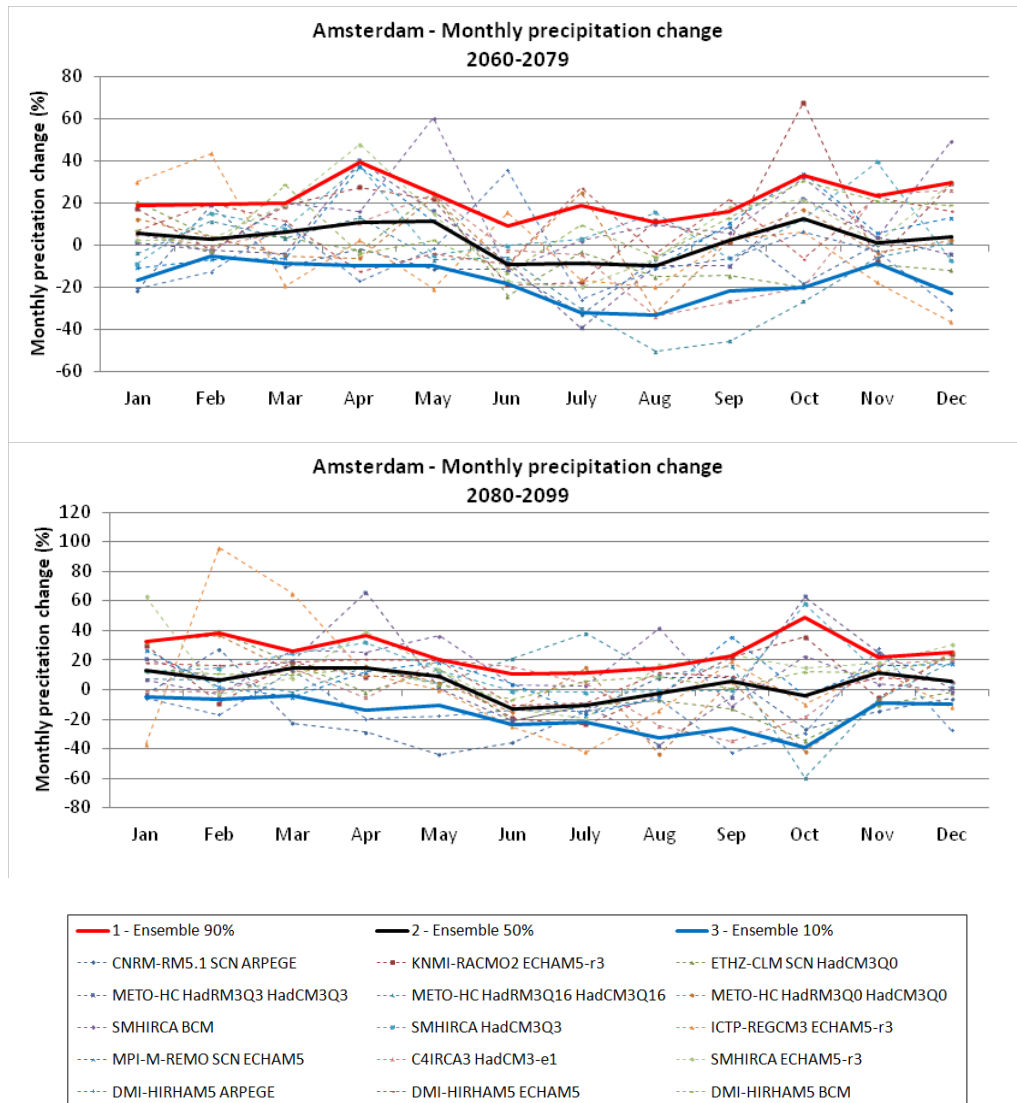 Amsterdam - Monthly precipitation change
2060-2079
Monthly precitation change (%)
80
60
40
20
0
-20
-40
-60
Jan Feb Mar Apr May Jun July Aug Sep Oct Nov Dec
Amsterdam - Monthly precipitation change
2080-2099
Monthly precipitation change (%)
120
100
80
60
40
20
0
-20
-40
-60
-80
Jan Feb Mar Apr May Jun July Aug Sep Oct Nov Dec
1 - Ensemble 90% 2 - Ensemble 50% 3 - Ensemble 10%
CNRM-RM5.1 SCN ARPEGE KNMI-RACMO2 ECHAM5-r3 ETHZ-CLM SCN HadCM3Q0
METO-HC HadRM3Q3 HadCM3Q3 METO-HC HadRM3Q16 HadCM3Q16 METO-HC HadRM3Q0 HadCM3Q0
SMHIRCA BCM SMHIRCA HadCM3Q3 ICTP-REGCM3 ECHAM5-r3
MPI-M-REMO SCN ECHAM5 C4IRCA3 HadCM3-e1 SMHIRCA ECHAM5-r3
DMI-HIRHAM5 ARPEGE DMI-HIRHAM5 ECHAM5 DMI-HIRHAM5 BCM